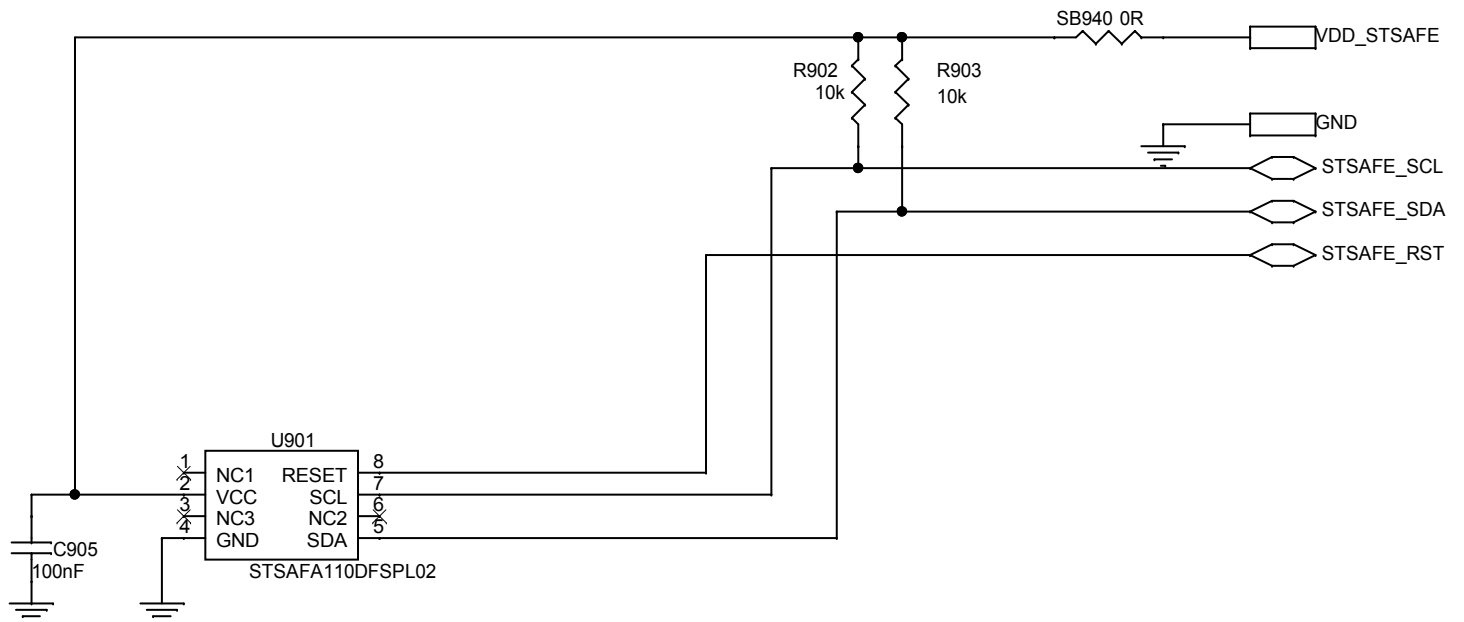 SB940 0R
VDD_STSAFE
R902
10k
R903
10k
GND
STSAFE_SCL
STSAFE_SDA
STSAFE_RST
U901
1
NC1
RESET
8
2
VCC
SCL
7
3
NC3
NC2
6
4
GND
SDA
5
STSAFA110DFSPL02
C905
100nF